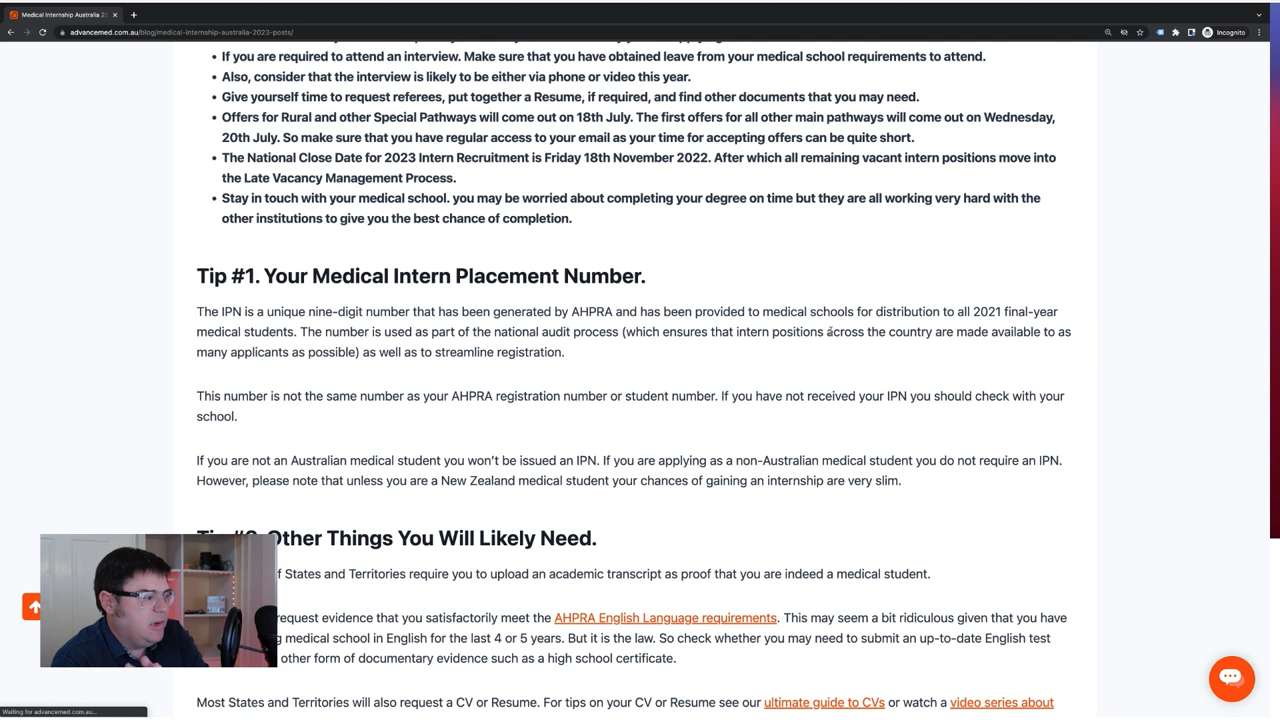 Medical Internship Australia 2
advancemed.com.au/blog/medical-internship-australia-2023-posts/
Incognito
• If you are required to attend an interview. Make sure that you have obtained leave from your medical school requirements to attend.
• Also, consider that the interview is likely to be either via phone or video this year.
• Give yourself time to request referees, put together a Resume, if required, and find other documents that you may need.
• Offers for Rural and other Special Pathways will come out on 18th July. The first offers for all other main pathways will come out on Wednesday,
20th July. So make sure that you have regular access to your email as your time for accepting offers can be quite short.
• The National Close Date for 2023 Intern Recruitment is Friday 18th November 2022. After which all remaining vacant intern positions move into
the Late Vacancy Management Process.
• Stay in touch with your medical school. you may be worried about completing your degree on time but they are all working very hard with the
other institutions to give you the best chance of completion.
Tip #1. Your Medical Intern Placement Number.
The IPN is a unique nine-digit number that has been generated by AHPRA and has been provided to medical schools for distribution to all 2021 final-year
medical students. The number is used as part of the national audit process (which ensures that intern positions across the country are made available to as
many applicants as possible) as well as to streamline registration.
This number is not the same number as your AHPRA registration number or student number. If you have not received your IPN you should check with your
school.
If you are not an Australian medical student you won't be issued an IPN. If you are applying as a non-Australian medical student you do not require an IPN.
However, please note that unless you are a New Zealand medical student your chances of gaining an internship are very slim.
Other Things You Will Likely Need.
f States and Territories require you to upload an academic transcript as proof that you are indeed a medical student.
request evidence that you satisfactorily meet the AHPRA English Language requirements. This may seem a bit ridiculous given that you have
g medical school in English for the last 4 or 5 years. But it is the law. So check whether you may need to submit an up-to-date English test
other form of documentary evidence such as a high school certificate.
Most States and Territories will also request a CV or Resume. For tips on your CV or Resume see our ultimate guide to CVs or watch a video series about
Waiting for advancemed.com.au...